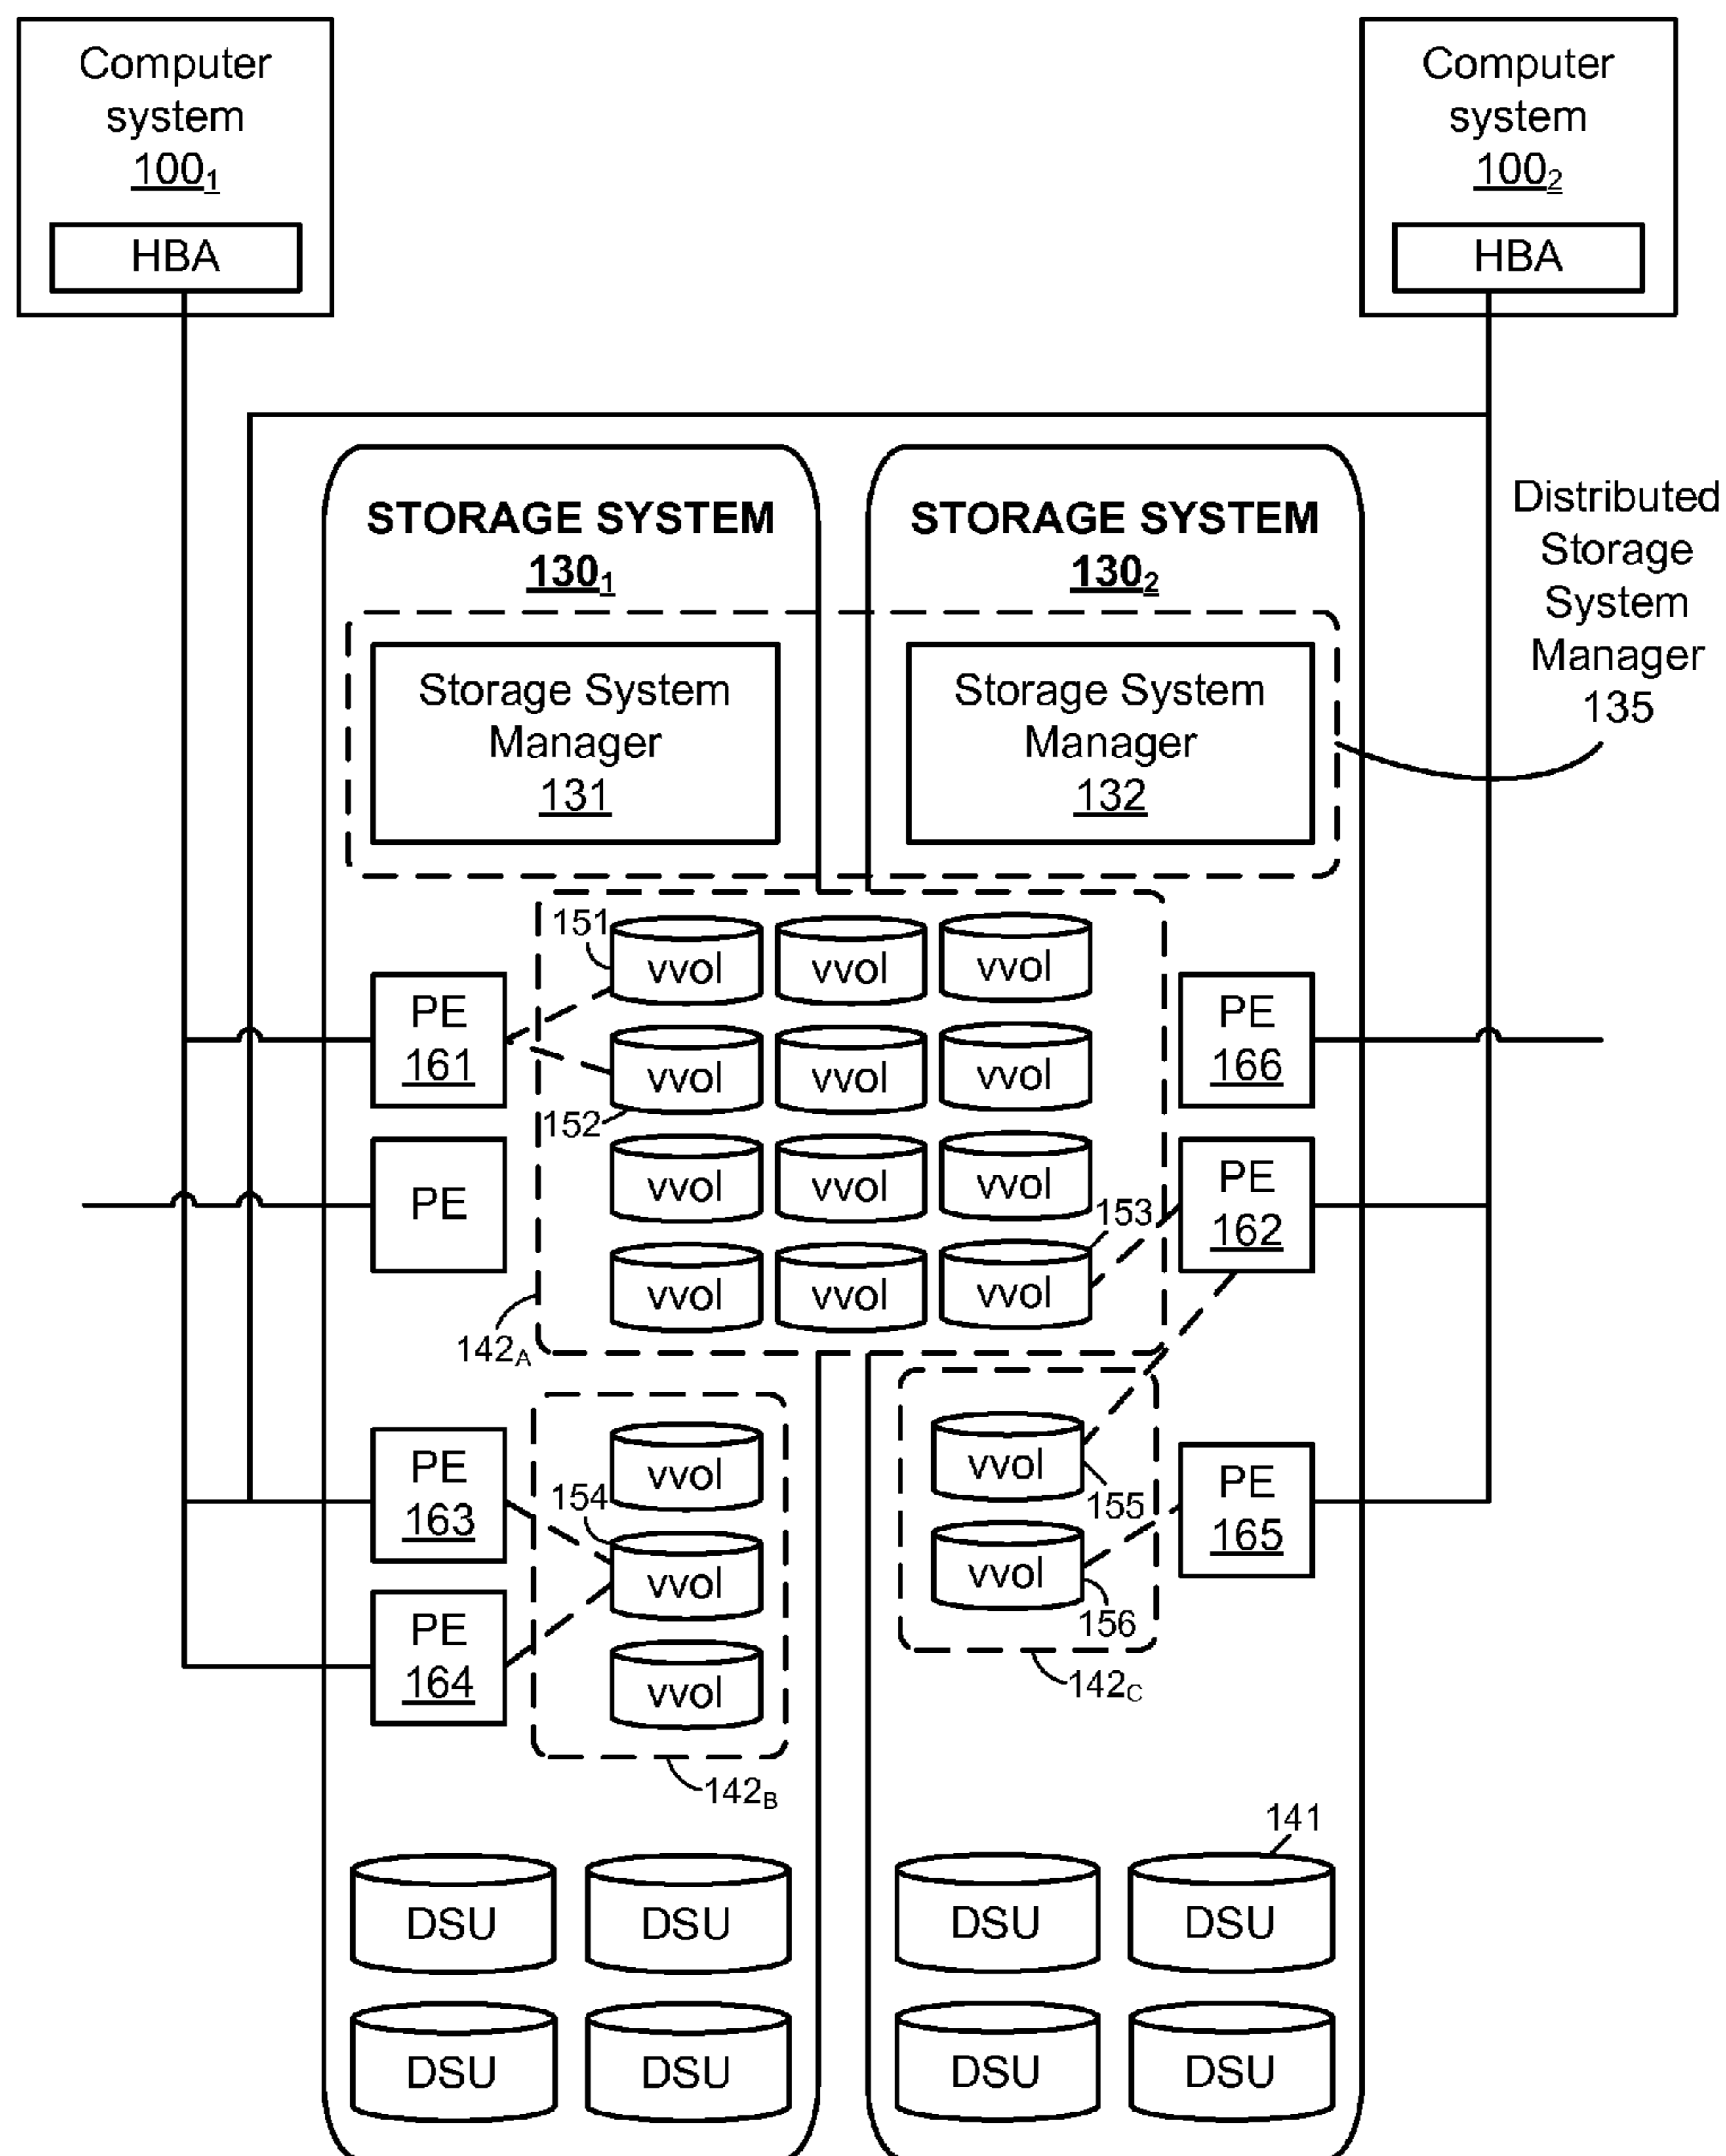 Computer
system
100₁
HBA
Computer
system
100₂
HBA
STORAGE SYSTEM
130₁
STORAGE SYSTEM
130₂
Distributed
Storage
System
Manager
135
Storage System
Manager
131
Storage System
Manager
132
151
vvol
vvol
vvol
PE
161
PE
166
vvol
vvol
vvol
152
PE
vvol
vvol
vvol
153
PE
162
vvol
vvol
vvol
142A
PE
163
vvol
154
vvol
PE
164
vvol
142B
vvol
155
PE
165
vvol
156
142C
141
DSU
DSU
DSU
DSU
DSU
DSU
DSU
DSU